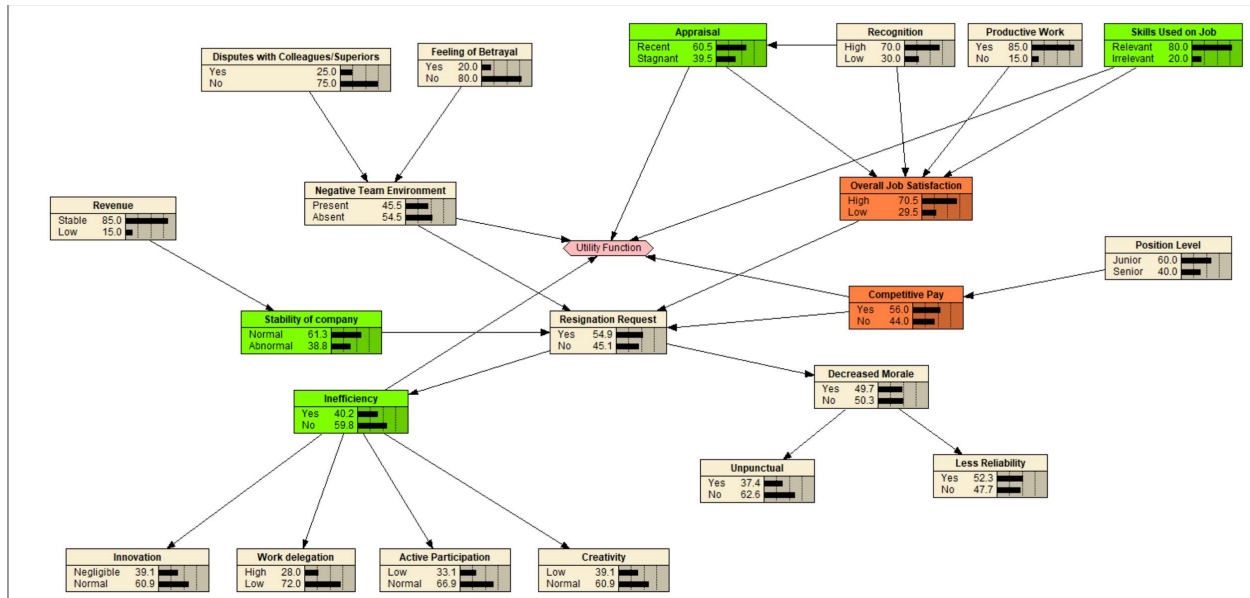 Disputes with Colleagues/Superiors
Yes 25.0
No 75.0
Feeling of Betrayal
Yes 20.0
No 80.0
Appraisal
Recent 60.5
Stagnant 39.5
Recognition
High 70.0
Low 30.0
Productive Work
Yes 85.0
No 15.0
Skills Used on Job
Relevant 80.0
Irrelevant 20.0
Negative Team Environment
Present 45.5
Absent 54.5
Overall Job Satisfaction
High 70.5
Low 29.5
Revenue
Stable 85.0
Low 15.0
Utility Function
Position Level
Junior 60.0
Senior 40.0
Competitive Pay
Yes 56.0
No 44.0
Stability of company
Normal 61.3
Abnormal 38.8
Resignation Request
Yes 54.9
No 45.1
Decreased Morale
Yes 49.7
No 50.3
Inefficiency
Yes 40.2
No 59.8
Unpunctual
Yes 37.4
No 62.6
Less Reliability
Yes 52.3
No 47.7
Innovation
Negligible 39.1
Normal 60.9
Work delegation
High 28.0
Low 72.0
Active Participation
Low 33.1
Normal 66.9
Creativity
Low 39.1
Normal 60.9